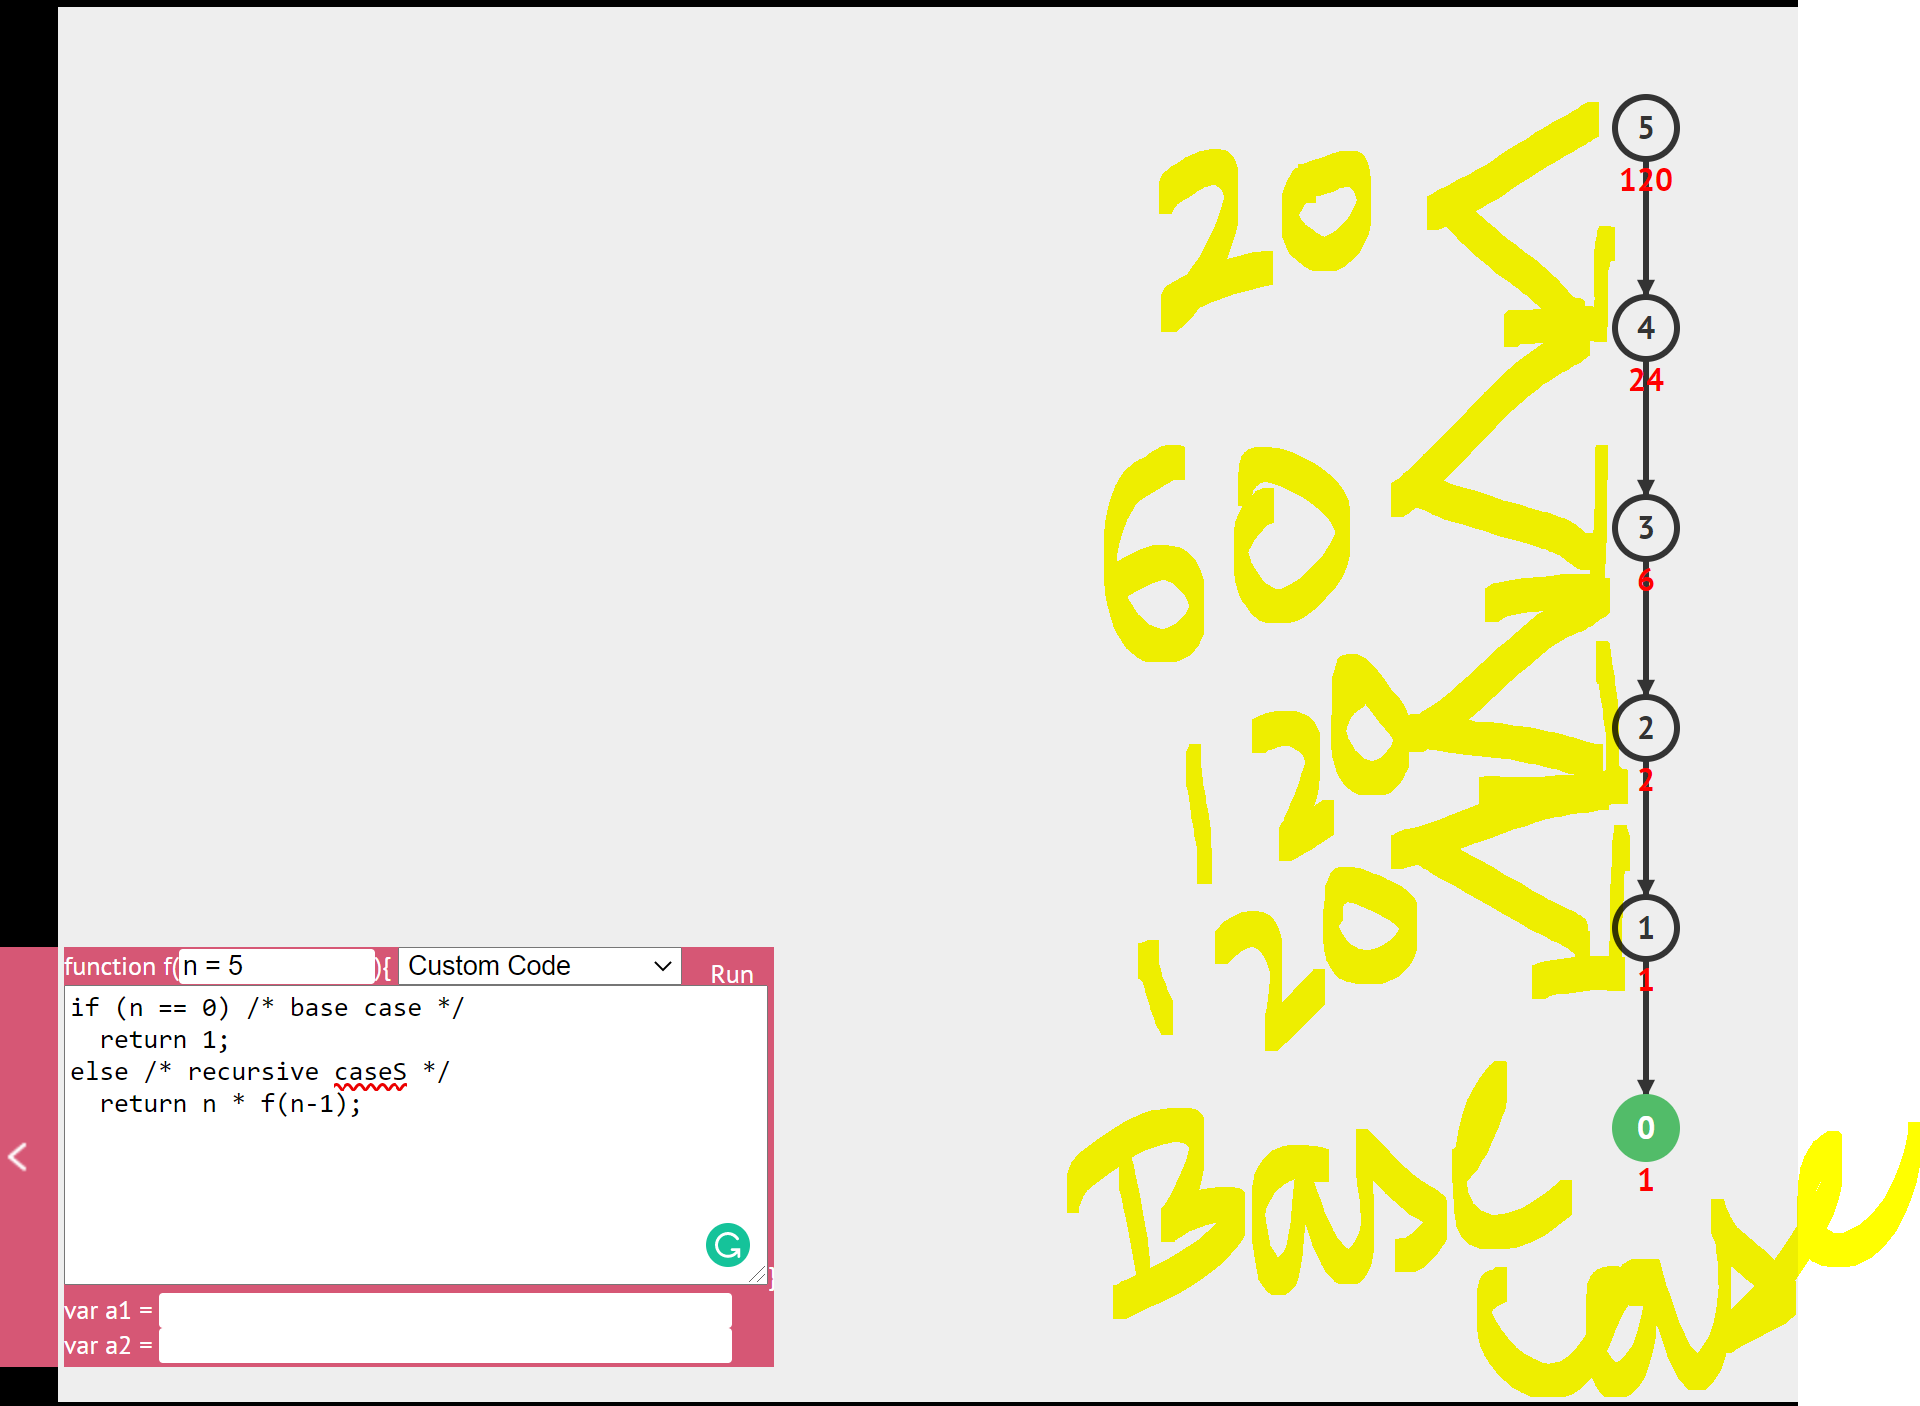 5
120
20
4
24
3
60
6
2
120
2
1
120
1
0
1
Base
case
function f( n = 5 ){ Custom Code Run
if (n == 0) /* base case */
return 1;
else /* recursive caseS */
return n * f(n-1);
}
var a1 =
var a2 =